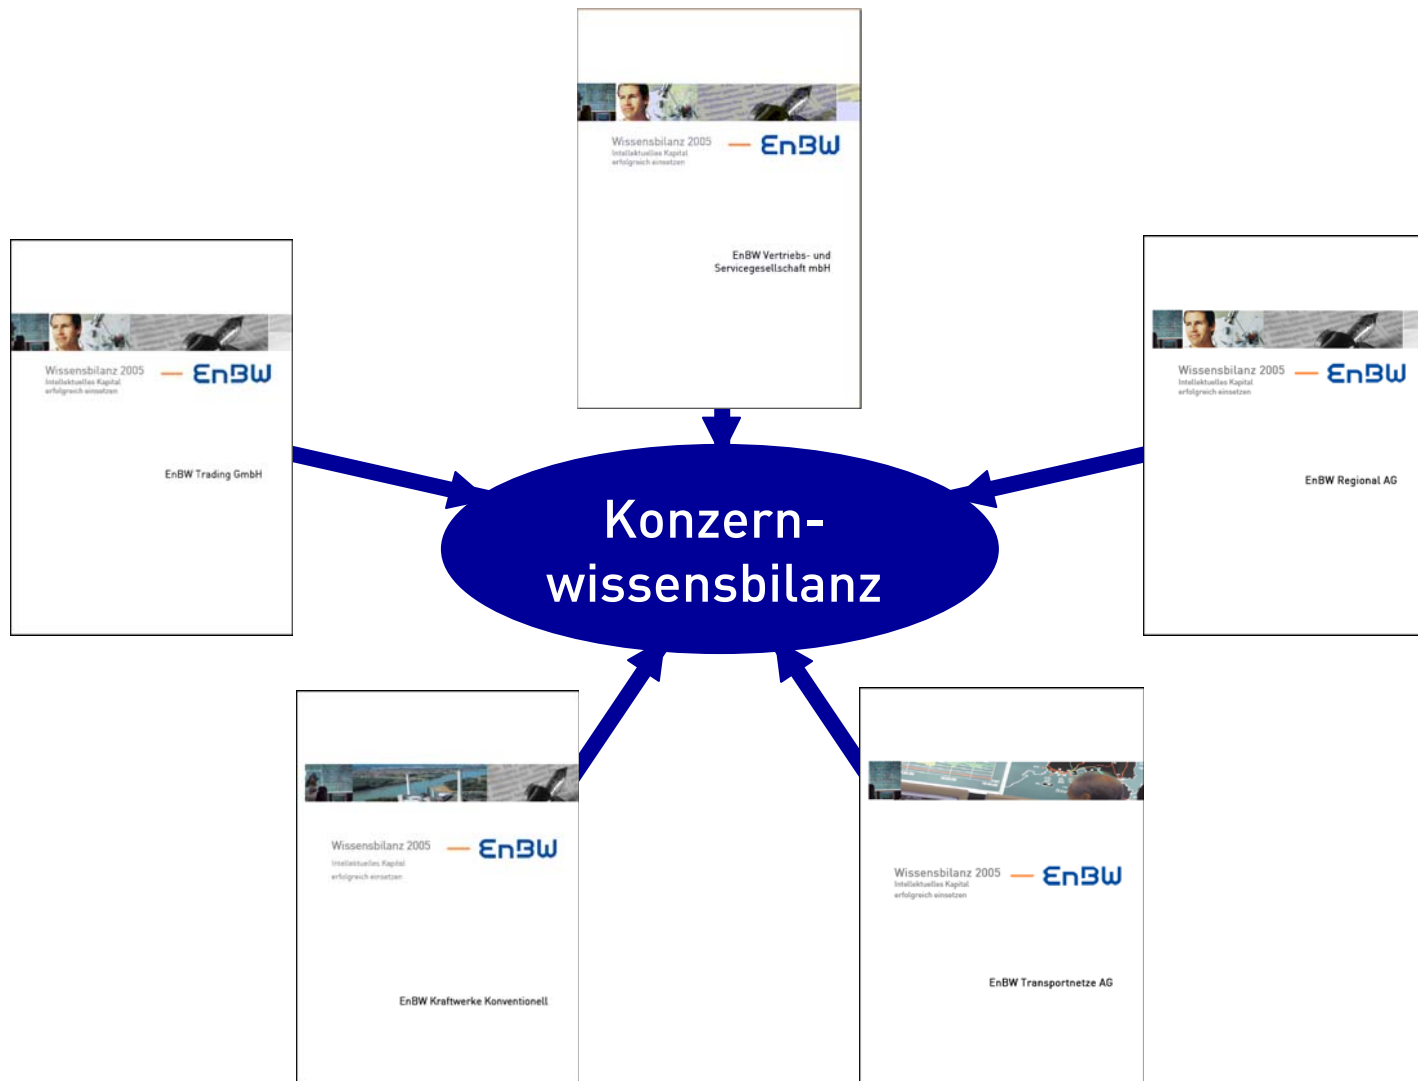 Wissensbilanz 2005
Intellektuelles Kapital
erfolgreich einsetzen
EnBW
EnBW Vertriebs- und
Servicegesellschaft mbH
Wissensbilanz 2005
Intellektuelles Kapital
erfolgreich einsetzen
EnBW
EnBW Trading GmbH
Wissensbilanz 2005
Intellektuelles Kapital
erfolgreich einsetzen
EnBW
EnBW Regional AG
Konzern-
wissensbilanz
Wissensbilanz 2005
Intellektuelles Kapital
erfolgreich einsetzen
EnBW
EnBW Kraftwerke Konventionell
Wissensbilanz 2005
Intellektuelles Kapital
erfolgreich einsetzen
EnBW
EnBW Transportnetze AG